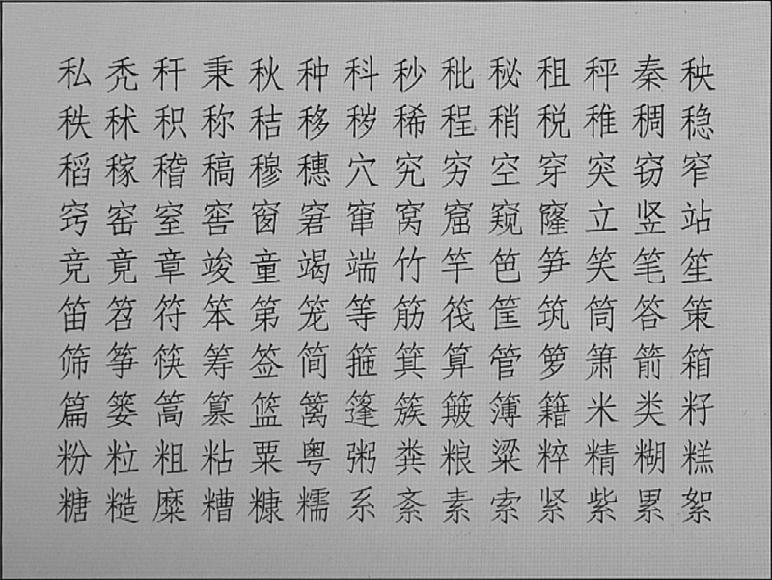 私秃秆秉秋种科秒秕秘租秤秦秧
秩秫积称秸移秽稀程稍税稚稠稳
稻稼稽稿穆穗穴究穷空穿突窃窄
窍窑窒窖窗窘窜窝窟窥窿立竖站
竞竟章竣童竭端竹竿笆笋笑笔笙
笛笤符笨第笼等筋筏筐筑筒答策
筛筝筷筹签简箍箕算管箩箫箭箱
篇篓篙篡篮篱篷簇簸簿籍米类籽
粉粒粗粘粟粤粥粪粮粱粹精糊糕
糖糙糜糟糠糯系紊素索紧紫累絮